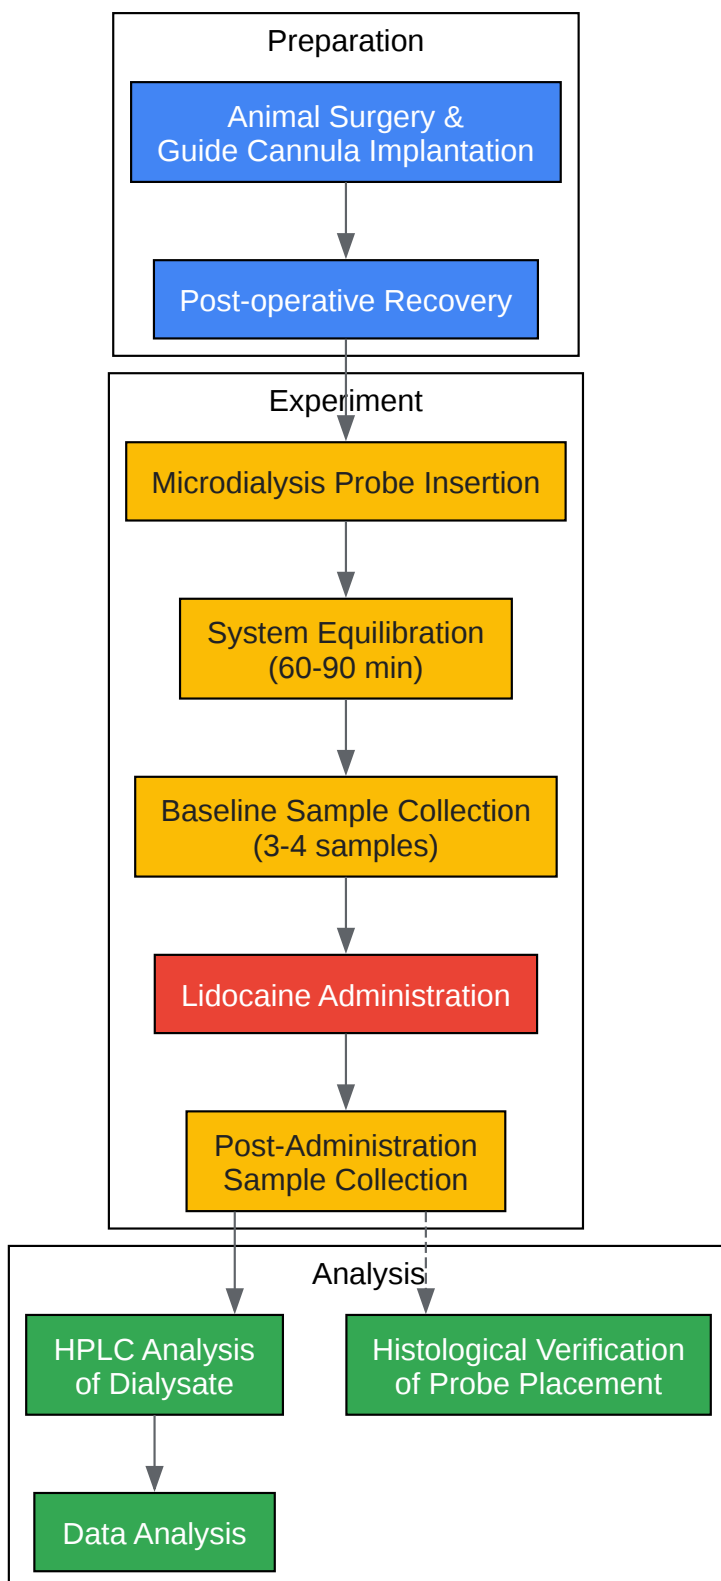 Preparation
Animal Surgery &
Guide Cannula Implantation
Post-operative Recovery
Experiment
Microdialysis Probe Insertion
System Equilibration
(60-90 min)
Baseline Sample Collection
(3-4 samples)
Lidocaine Administration
Post-Administration
Sample Collection
Analysis
HPLC Analysis
of Dialysate
Histological Verification
of Probe Placement
Data Analysis